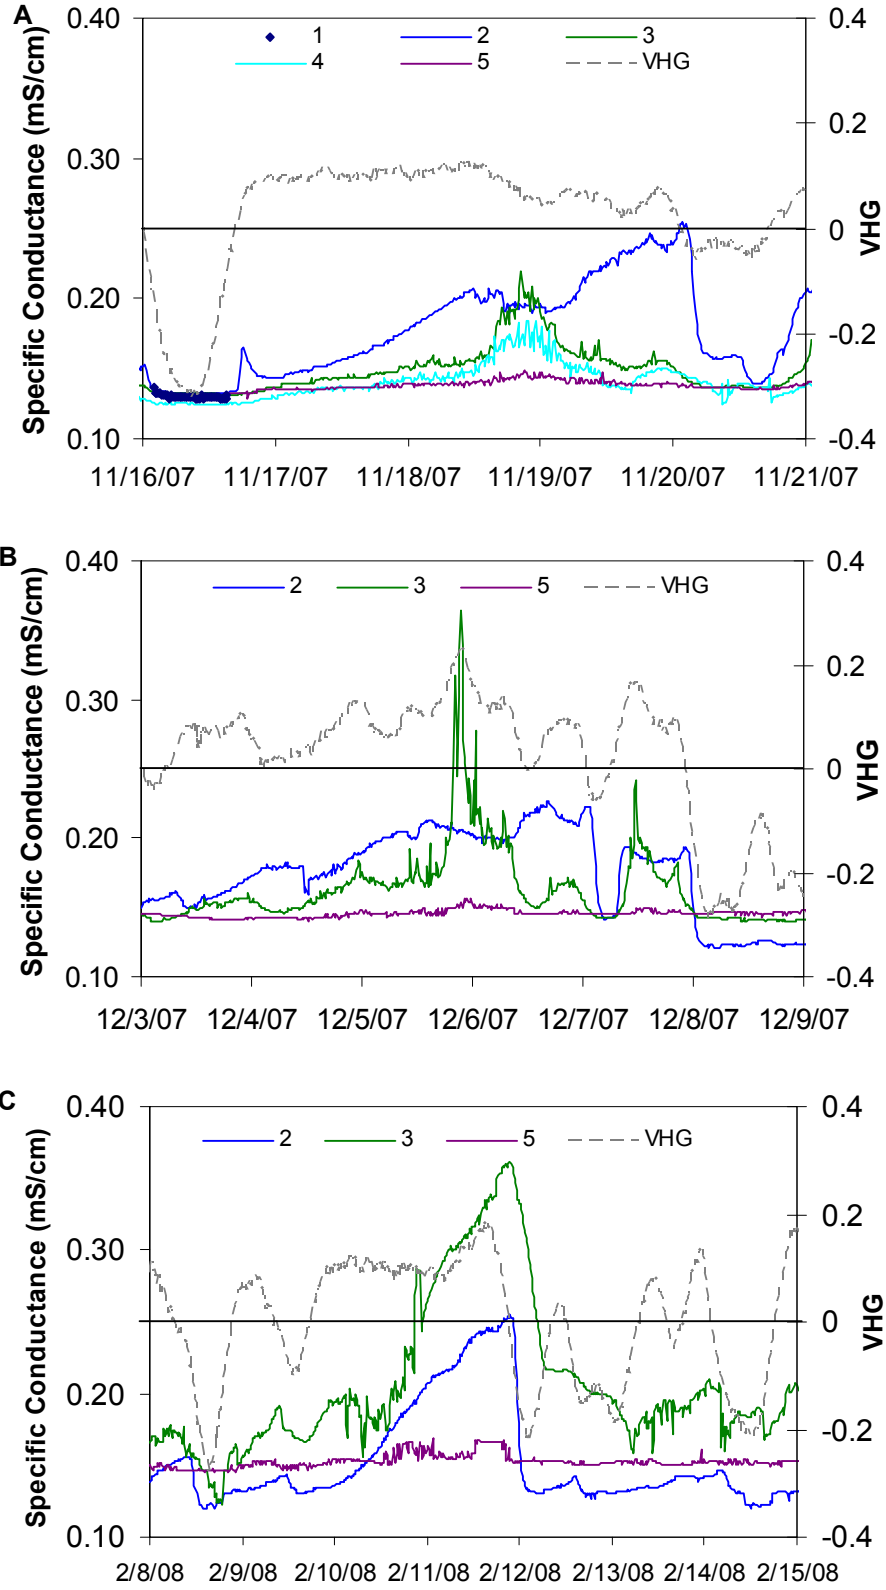 A
0.40
0.4
1
2
3
4
5
VHG
0.2
0.30
0
0.20
-0.2
0.10
-0.4
Specific Conductance (mS/cm)
VHG
11/16/07 11/17/07 11/18/07 11/19/07 11/20/07 11/21/07
B
0.40
0.4
2
3
5
VHG
0.2
0.30
0
0.20
-0.2
0.10
-0.4
Specific Conductance (mS/cm)
VHG
12/3/07 12/4/07 12/5/07 12/6/07 12/7/07 12/8/07 12/9/07
C
0.40
0.4
2
3
5
VHG
0.2
0.30
0
0.20
-0.2
0.10
-0.4
Specific Conductance (mS/cm)
VHG
2/8/08 2/9/08 2/10/08 2/11/08 2/12/08 2/13/08 2/14/08 2/15/08